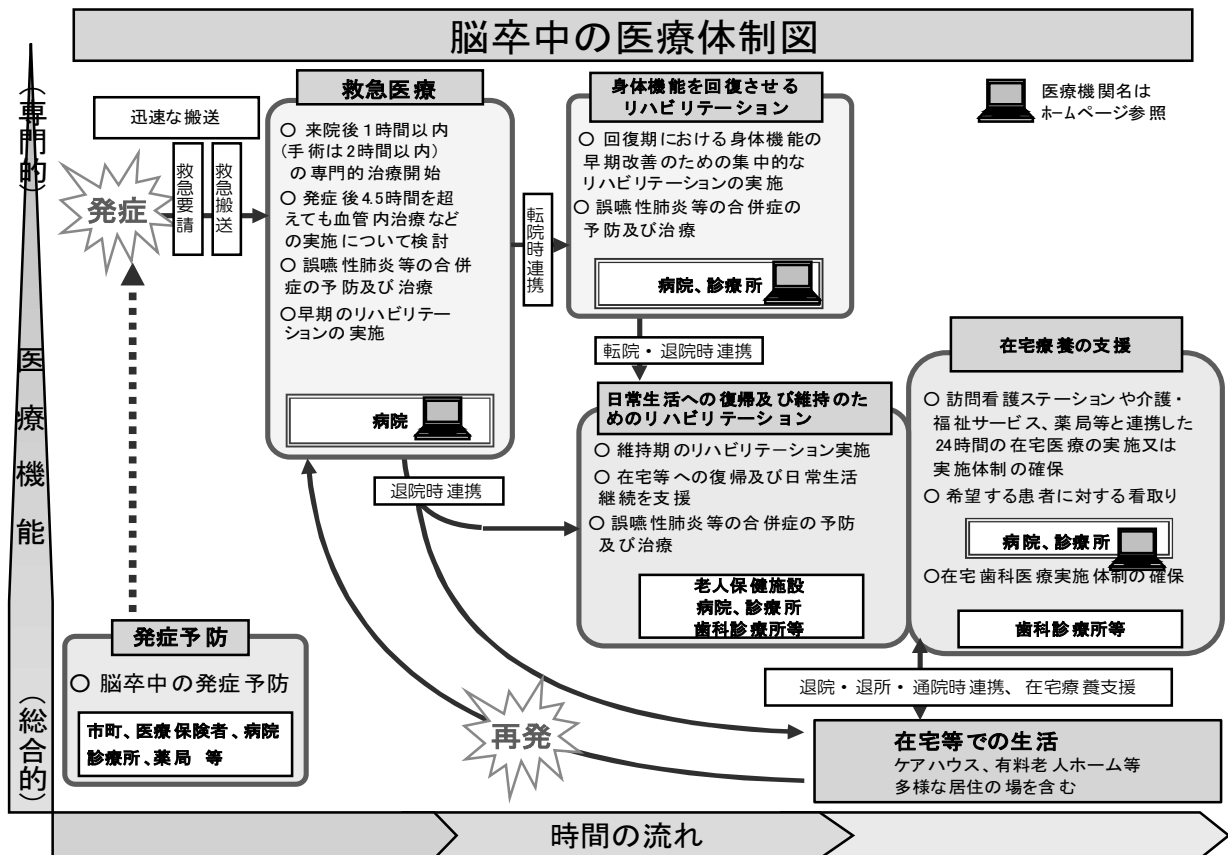 脳卒中の医療体制図
(専門的)
医療機能
(総合的)
迅速な搬送
発症
救急要請
救急搬送
救急医療
○ 来院後1時間以内
(手術は2時間以内)
の専門的治療開始
○ 発症後4.5時間を超
えても血管内治療など
の実施について検討
○ 誤嚥性肺炎等の合併
症の予防及び治療
○早期のリハビリテー
ションの実施
病院
転院時連携
身体機能を回復させる
リハビリテーション
○ 回復期における身体機能の
早期改善のための集中的な
リハビリテーションの実施
○ 誤嚥性肺炎等の合併症の
予防及び治療
病院、診療所
医療機関名は
ホームページ参照
転院・退院時連携
日常生活への復帰及び維持のた
めのリハビリテーション
○ 維持期のリハビリテーション実施
○ 在宅等への復帰及び日常生活
継続を支援
○ 誤嚥性肺炎等の合併症の予防
及び治療
老人保健施設
病院、診療所
歯科診療所等
在宅療養の支援
○ 訪問看護ステーションや介護・
福祉サービス、薬局等と連携した
24時間の在宅医療の実施又は
実施体制の確保
○ 希望する患者に対する看取り
病院、診療所
○在宅歯科医療実施体制の確保
歯科診療所等
退院時連携
発症予防
○ 脳卒中の発症予防
市町、医療保険者、病院
診療所、薬局 等
再発
退院・退所・通院時連携、在宅療養支援
在宅等での生活
ケアハウス、有料老人ホーム等
多様な居住の場を含む
時間の流れ